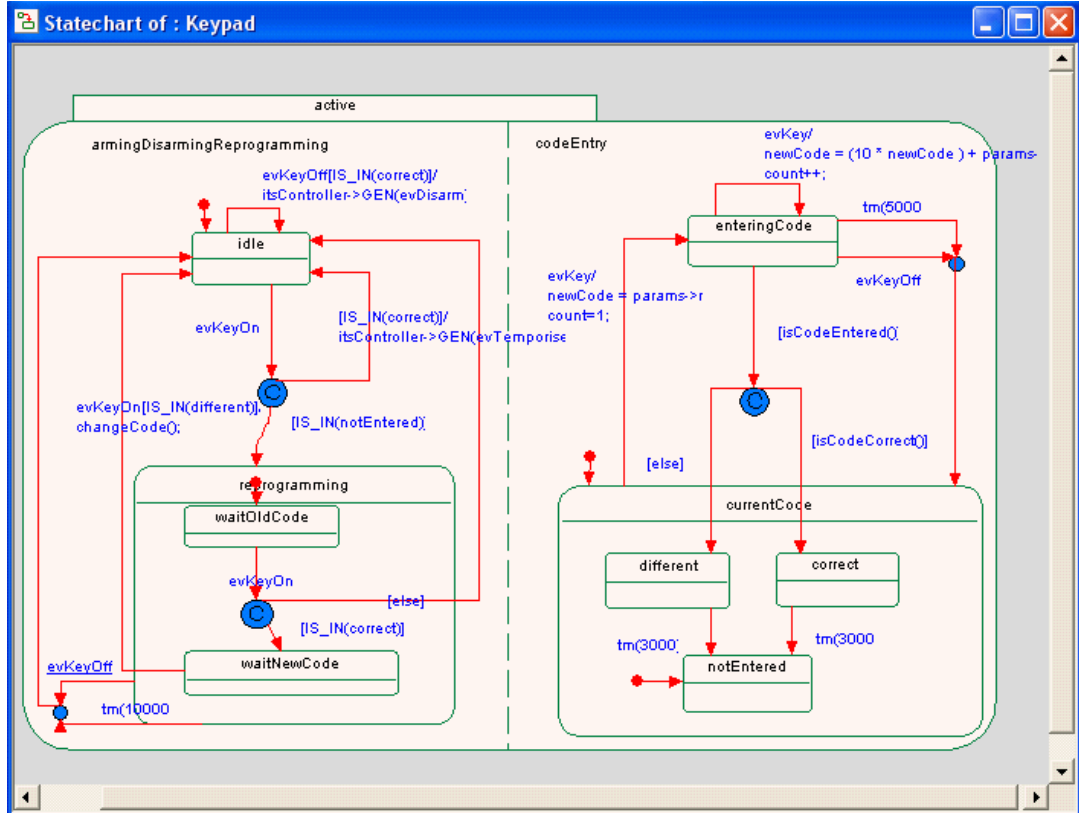 Statechart of : Keypad
active
armingDisarmingReprogramming
evKeyOff[IS_IN(correct)]/
itsController->GEN(evDisarm)
idle
evKeyOn
[IS_IN(correct)]/
itsController->GEN(evTemporise
evKeyOn[IS_IN(different)],
changeCode();
[IS_IN(notEntered)]
reprogramming
waitOldCode
evKeyOn
[else]
C
[IS_IN(correct)]
waitNewCode
evKeyOff
tm(10000
codeEntry
evKey/
newCode = (10 * newCode ) + params-
count++;
enteringCode
tm(5000
evKeyOff
evKey/
newCode = params->r
count=1;
[isCodeEntered()
C
C
[isCodeCorrect()]
[else]
currentCode
different
correct
tm(3000)
tm(3000
notEntered